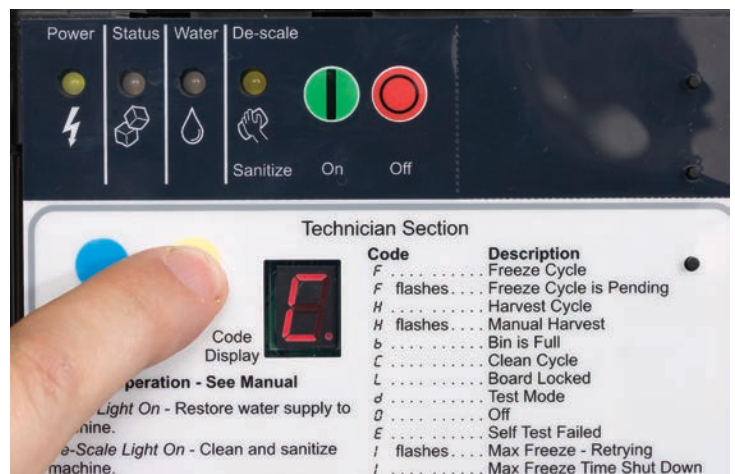 Power Status Water De-scale
Sanitize On Off
Technician Section
Code Description
F . . . . . . . . . . . Freeze Cycle
F flashes . . . . Freeze Cycle is Pending
H . . . . . . . . . . . Harvest Cycle
H flashes . . . . Manual Harvest
b . . . . . . . . . . . Bin is Full
C . . . . . . . . . . . Clean Cycle
L . . . . . . . . . . . Board Locked
d . . . . . . . . . . . Test Mode
0 . . . . . . . . . . . Off
E . . . . . . . . . . . Self Test Failed
1 flashes . . . . Max Freeze - Retrying
1 . . . . . . . . . . . Max Freeze Time Shut Down
C.
Code
Display
- See Manual
Light On - Restore water supply to
-Scale Light On - Clean and sanitize
machine.